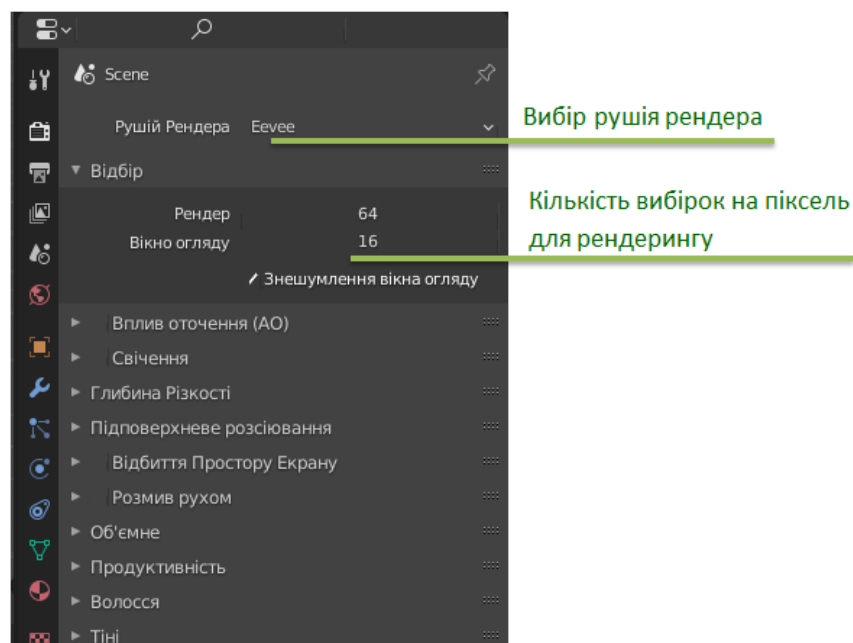 Scene
Рушій Рендера Eevee
Вибір рушія рендера
Відбір
Рендер 64
Вікно огляду 16
Кількість вибірок на піксель
для рендерингу
Знешумлення вікна огляду
Вплив оточення (АО)
Свічення
Глибина Різкості
Підповерхневе розсіювання
Відбиття Простору Екрану
Розмив рухом
Об'ємне
Продуктивність
Волосся
Тіні